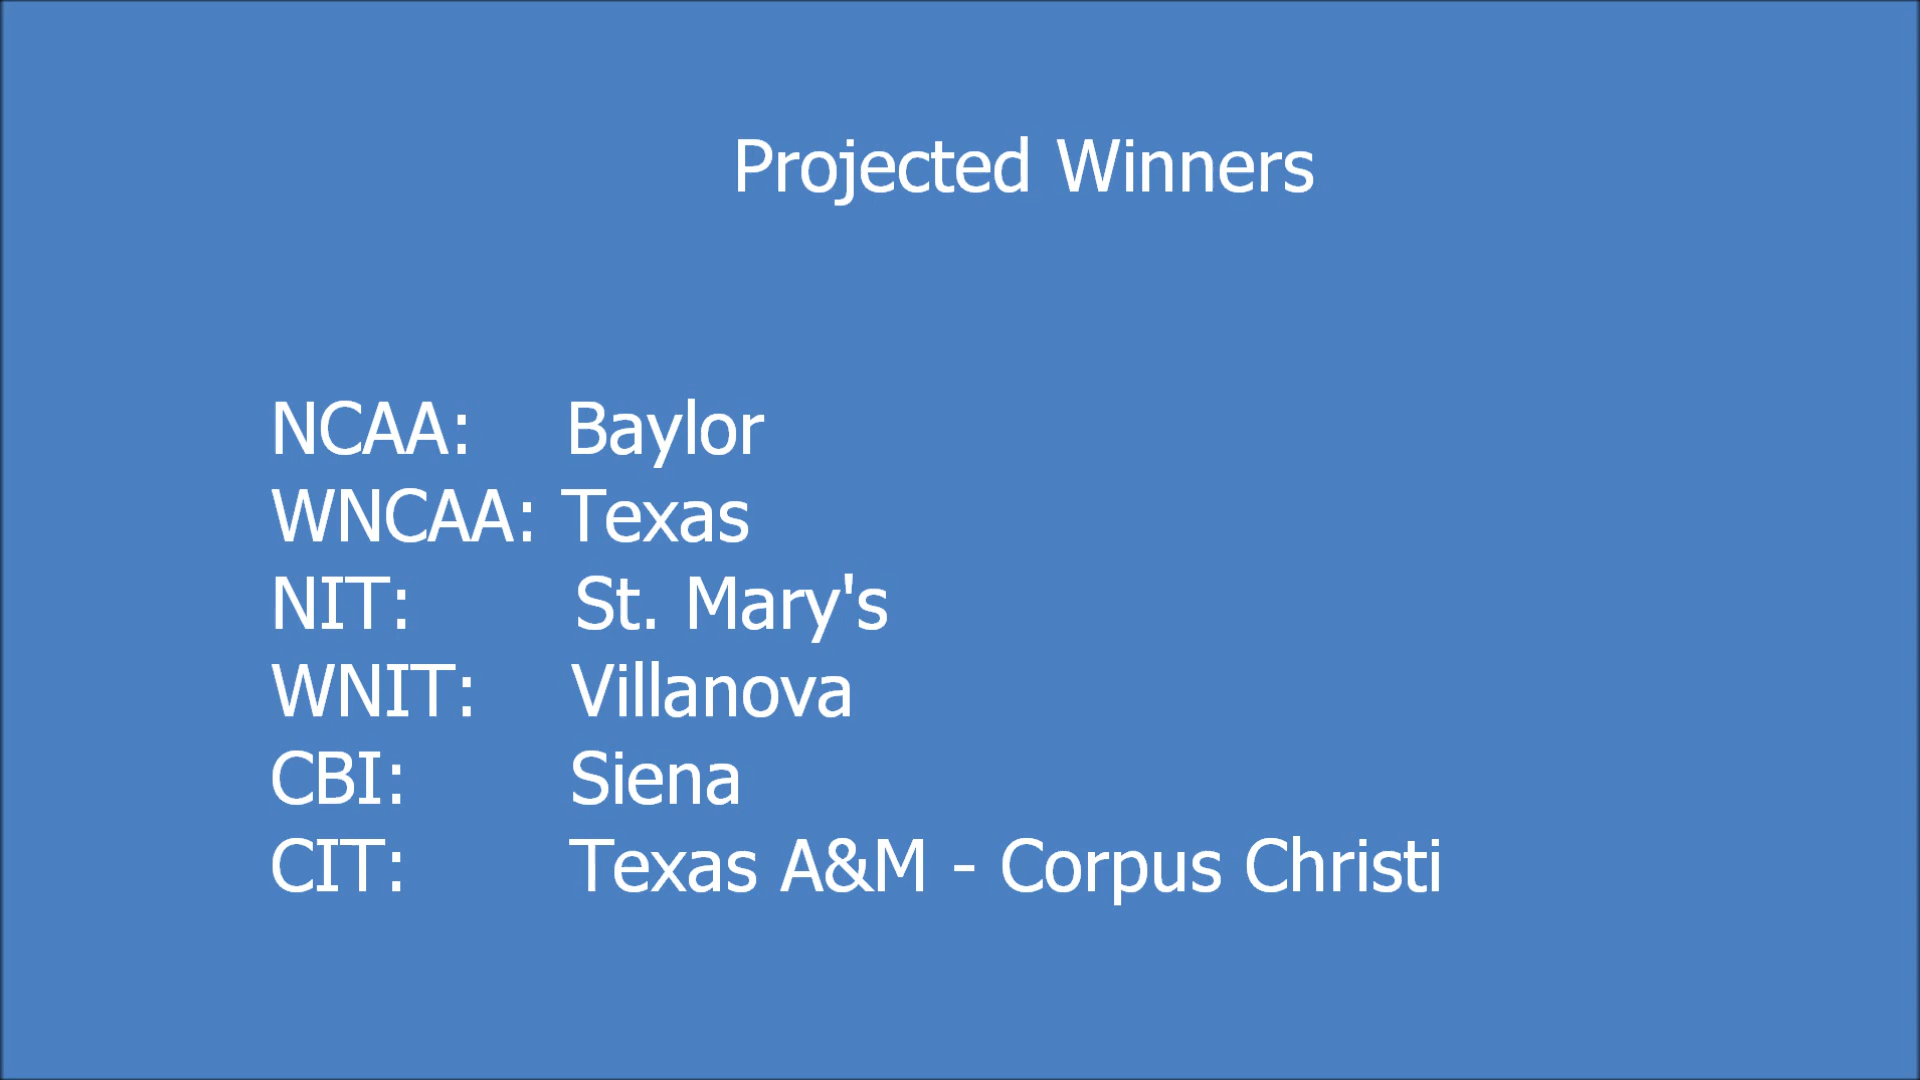 Projected Winners
NCAA: Baylor
WNCAA: Texas
NIT: St. Mary's
WNIT: Villanova
CBI: Siena
CIT: Texas A&M - Corpus Christi